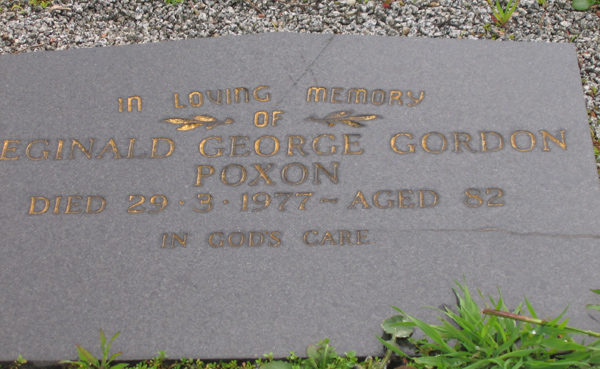 IN LOVING MEMORY
OF
EGINALD GEORGE GORDON
POXON
DIED 29·3·1977~AGED 82
IN GOD'S CARE